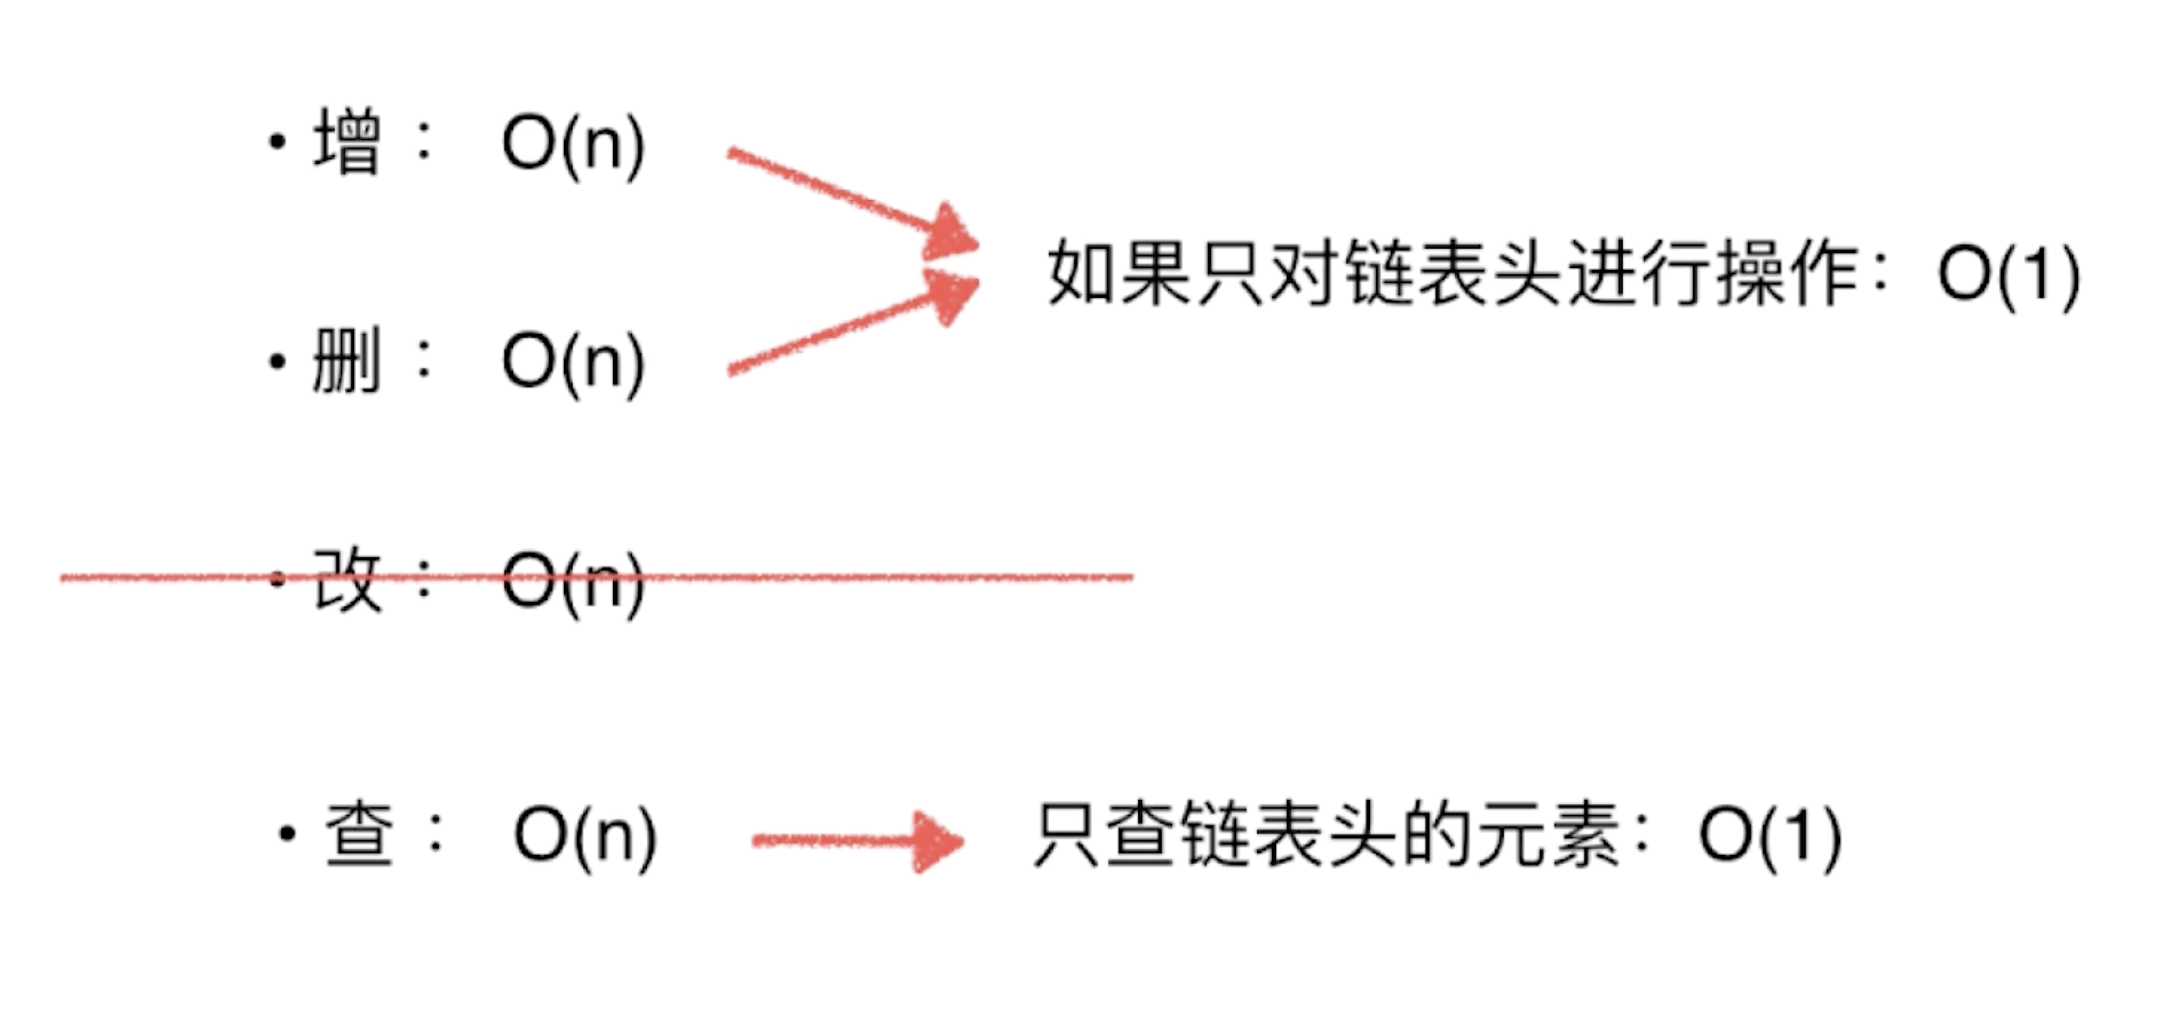 • 增： O(n)
如果只对链表头进行操作：O(1)
• 删： O(n)
• 改： O(n)
• 查： O(n) 只查链表头的元素：O(1)